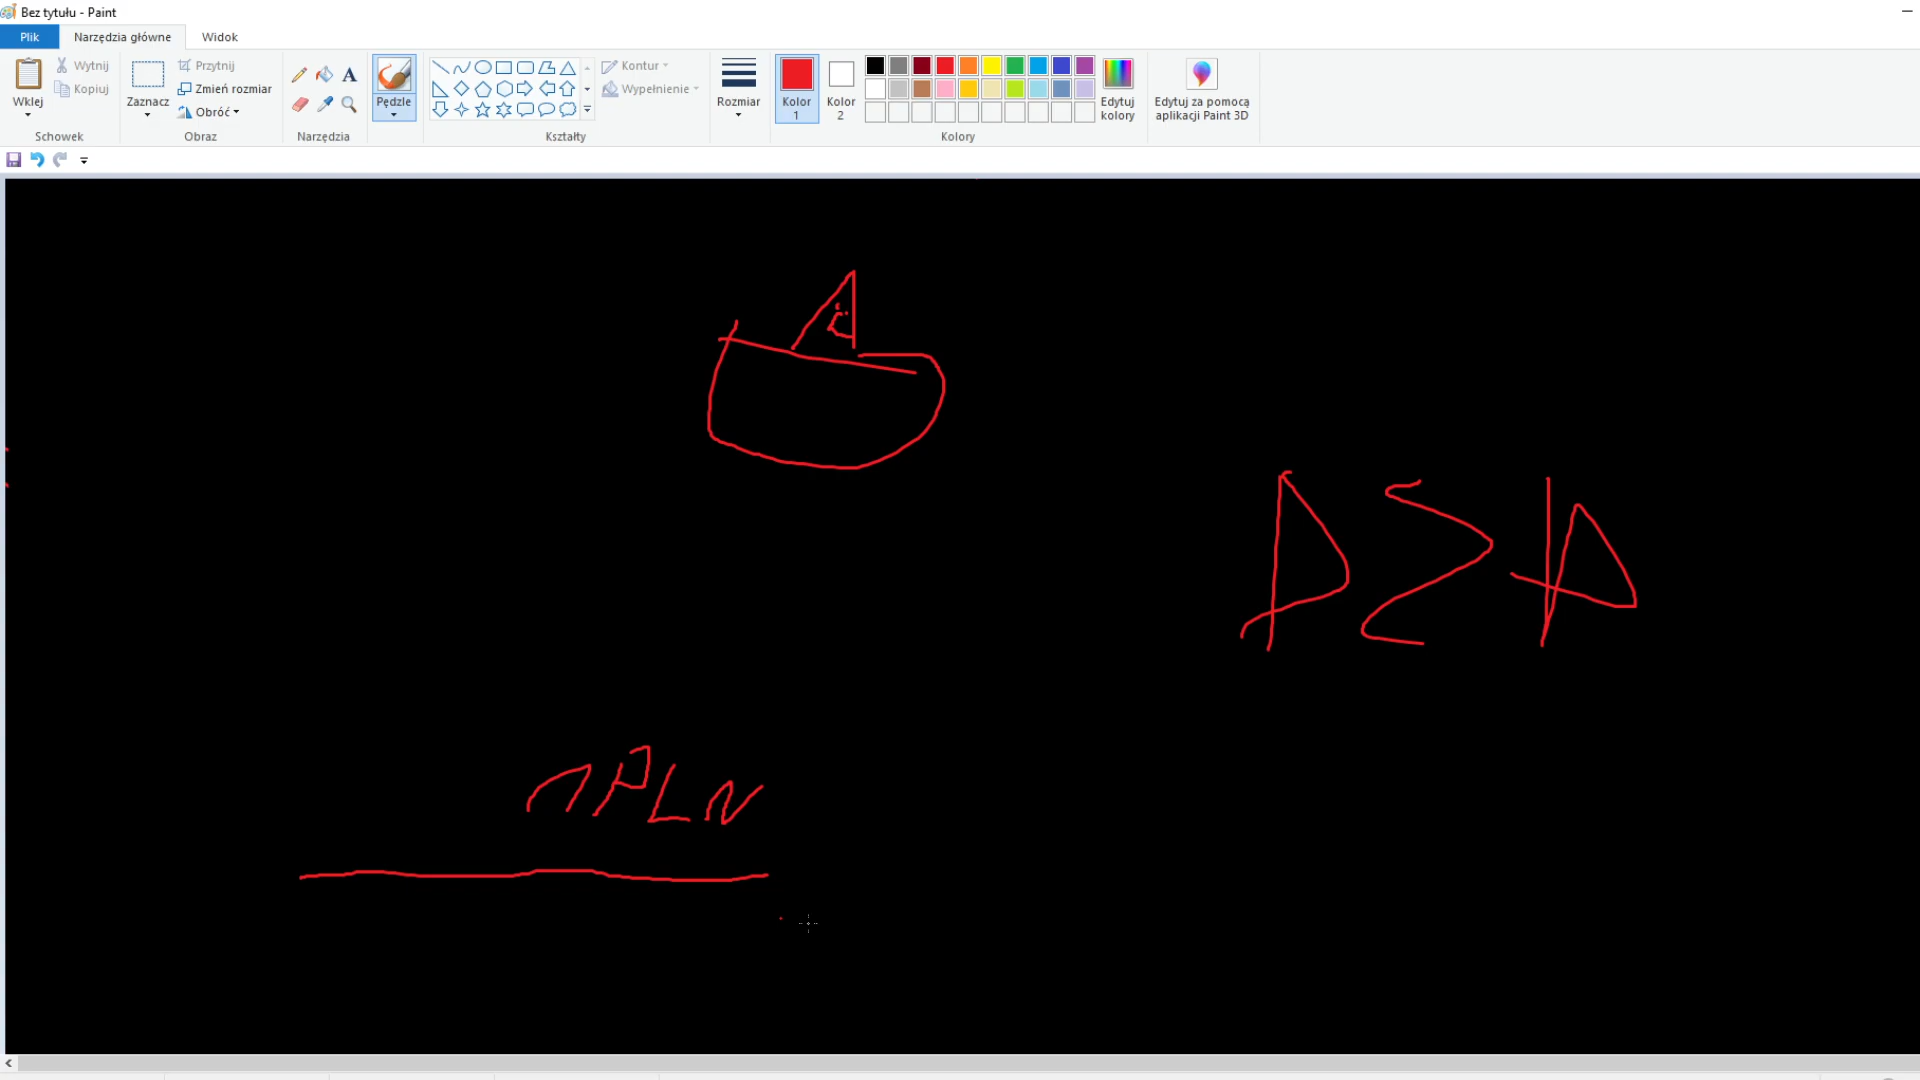 Bez tytułu - Paint
Plik Narzędzia główne Widok
Wklej
Wytnij
Kopiuj
Schowek
Zaznacz
Przytnij
Zmień rozmiar
Obróć
Obraz
A
Narzędzia
Pędzle
Kształty
Kontur
Wypełnienie
Rozmiar
Kolor 1
Kolor 2
Kolory
Edytuj kolory
Edytuj za pomocą aplikacji Paint 3D
PLN